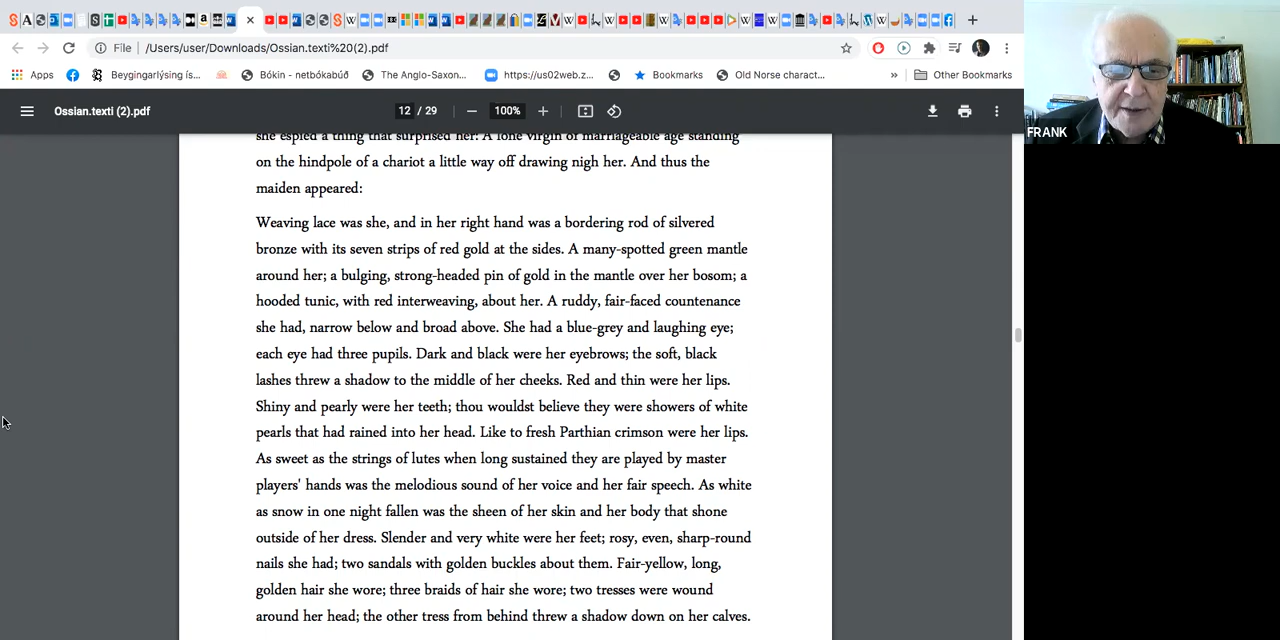 File
/Users/user/Downloads/Ossian.texti%20(2).pdf
Apps
Beygingarlýsing ís...
Bókin - netbókabúð
The Anglo-Saxon...
https://us02web.z...
Bookmarks
Old Norse charact...
»
Other Bookmarks
Ossian.texti (2).pdf
12 / 29
100%
FRANK
she espied a thing that surprised her: A lone virgin of marriageable age standing
on the hindpole of a chariot a little way off drawing nigh her. And thus the
maiden appeared:
Weaving lace was she, and in her right hand was a bordering rod of silvered
bronze with its seven strips of red gold at the sides. A many-spotted green mantle
around her; a bulging, strong-headed pin of gold in the mantle over her bosom; a
hooded tunic, with red interweaving, about her. A ruddy, fair-faced countenance
she had, narrow below and broad above. She had a blue-grey and laughing eye;
each eye had three pupils. Dark and black were her eyebrows; the soft, black
lashes threw a shadow to the middle of her cheeks. Red and thin were her lips.
Shiny and pearly were her teeth; thou wouldst believe they were showers of white
pearls that had rained into her head. Like to fresh Parthian crimson were her lips.
As sweet as the strings of lutes when long sustained they are played by master
players' hands was the melodious sound of her voice and her fair speech. As white
as snow in one night fallen was the sheen of her skin and her body that shone
outside of her dress. Slender and very white were her feet; rosy, even, sharp-round
nails she had; two sandals with golden buckles about them. Fair-yellow, long,
golden hair she wore; three braids of hair she wore; two tresses were wound
around her head; the other tress from behind threw a shadow down on her calves.